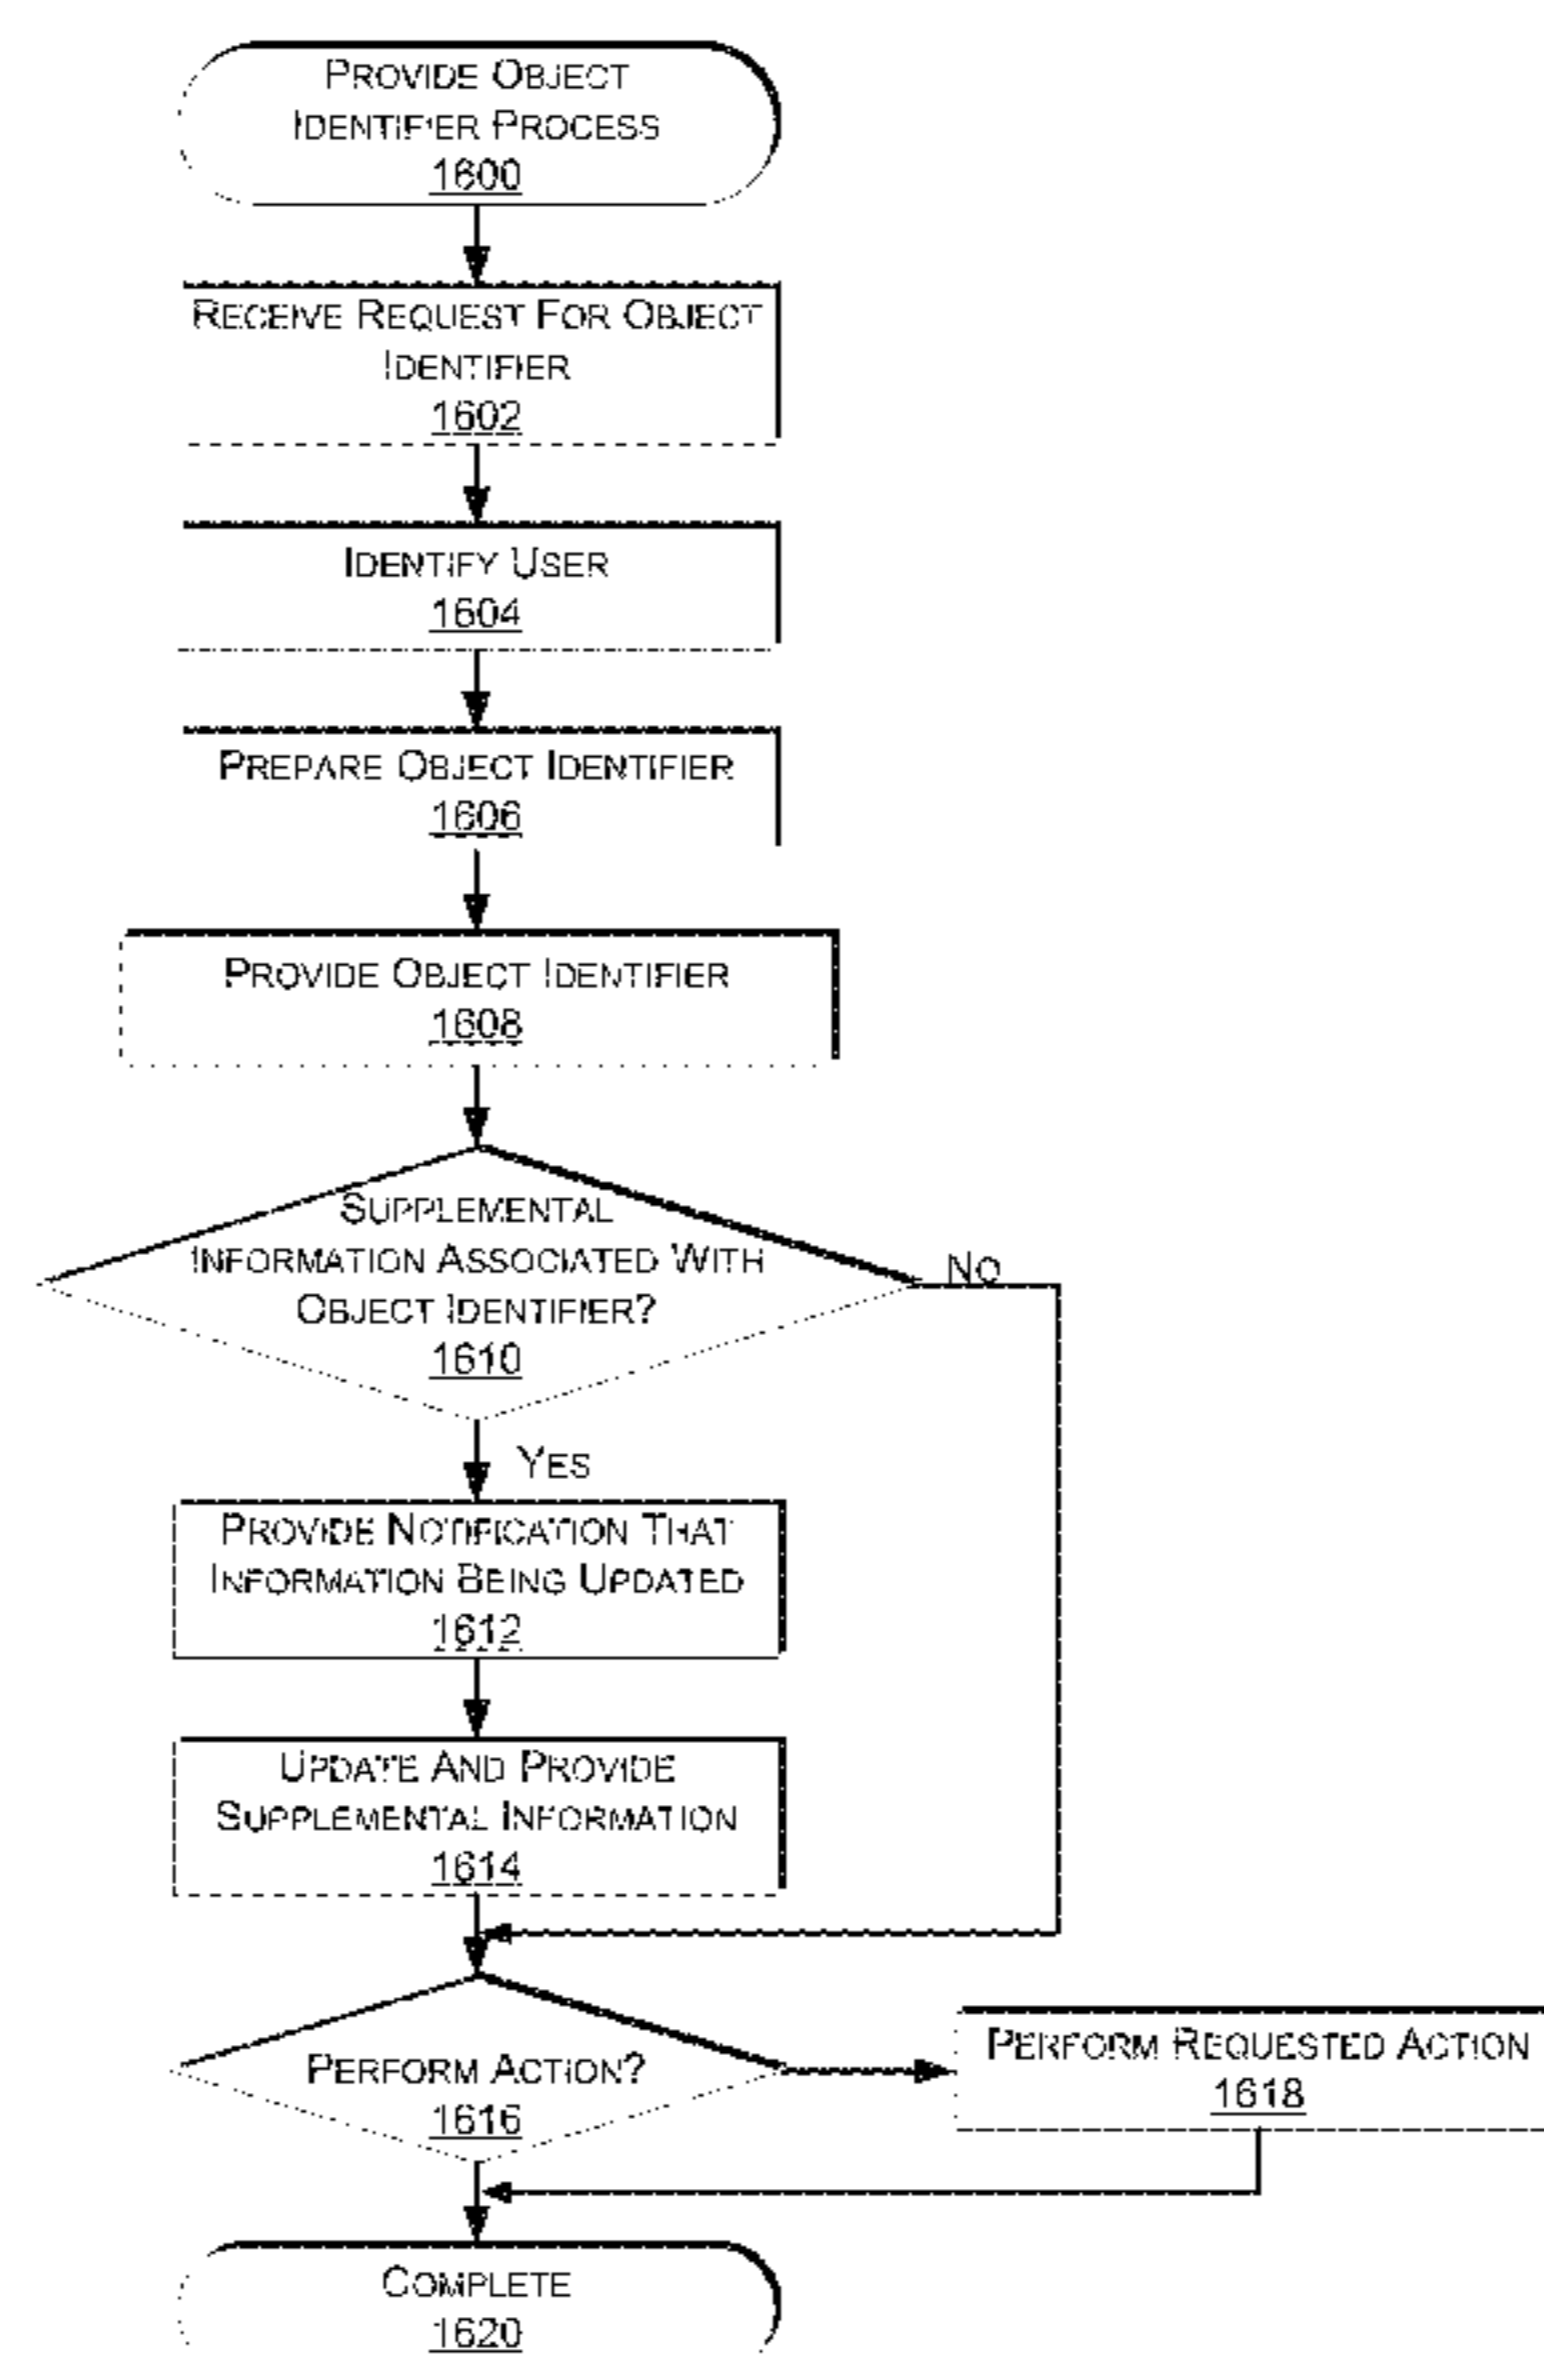 PROVIDE OBJECT
IDENTIFIER PROCESS
1600
RECEIVE REQUEST FOR OBJECT
IDENTIFIER
1602
IDENTIFY USER
1604
PREPARE OBJECT IDENTIFIER
1606
PROVIDE OBJECT IDENTIFIER
1608
SUPPLEMENTAL
INFORMATION ASSOCIATED WITH
OBJECT IDENTIFIER?
1610
NO
YES
PROVIDE NOTIFICATION THAT
INFORMATION BEING UPDATED
1612
UPDATE AND PROVIDE
SUPPLEMENTAL INFORMATION
1614
PERFORM ACTION?
1616
PERFORM REQUESTED ACTION
1618
COMPLETE
1620